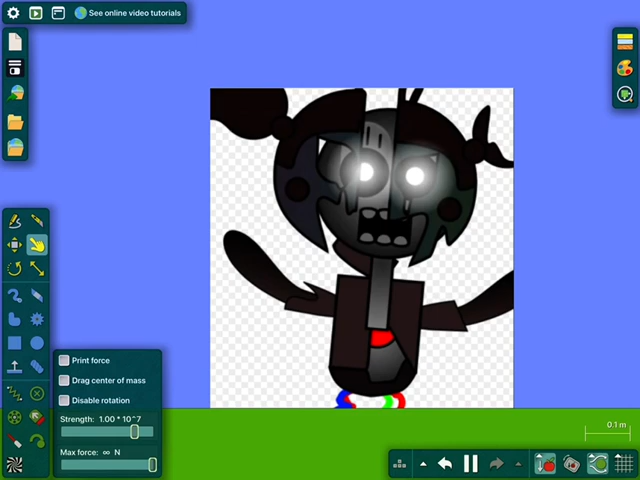 See online video tutorials
Print force
Drag center of mass
Disable rotation
Strength: 1.00 * 10^7
Max force: ∞ N
0.1 m